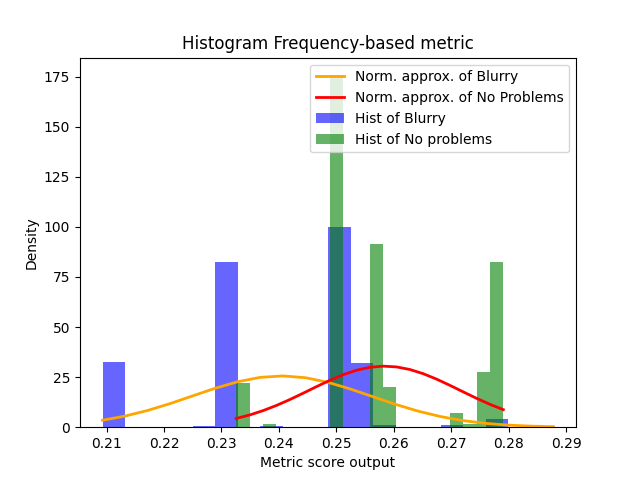 Histogram Frequency-based metric
Norm. approx. of Blurry
Norm. approx. of No Problems
Hist of Blurry
Hist of No problems
Density
175
150
125
100
75
50
25
0
0.21 0.22 0.23 0.24 0.25 0.26 0.27 0.28 0.29
Metric score output